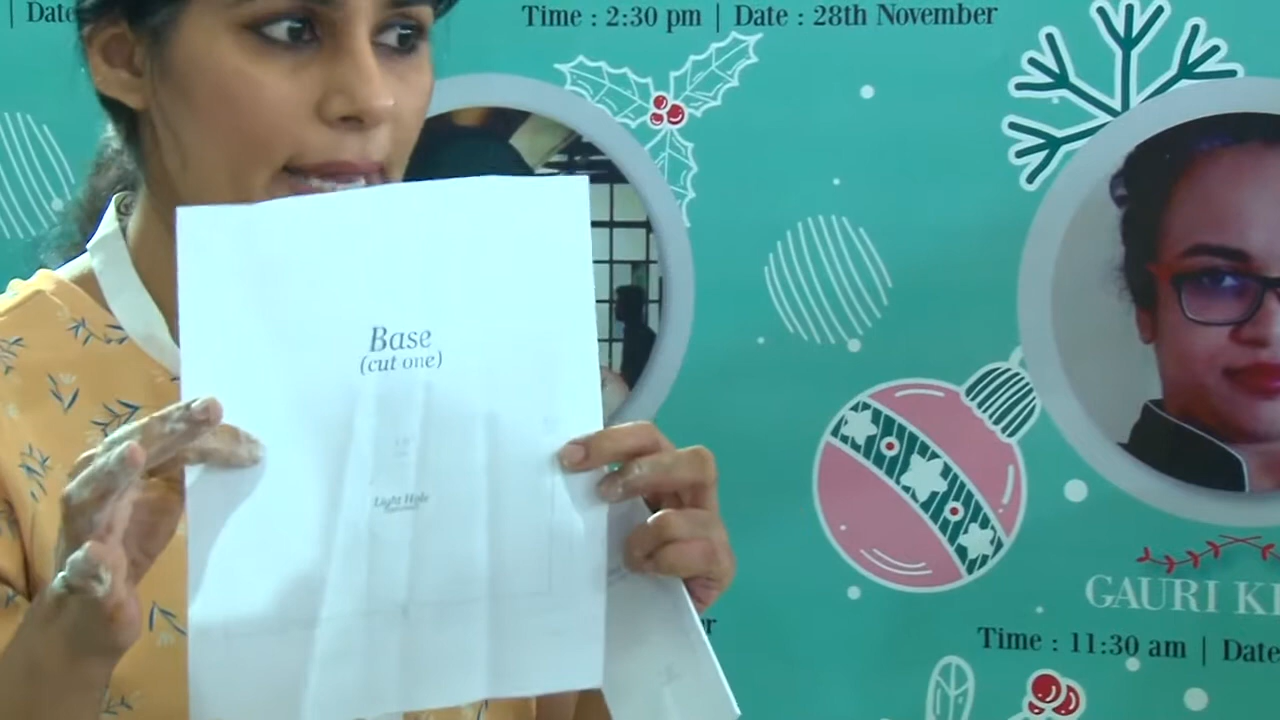 | Date
Time : 2:30 pm | Date : 28th November
Base
(cut one)
Light Hole
GAURI KE
Time : 11:30 am | Date